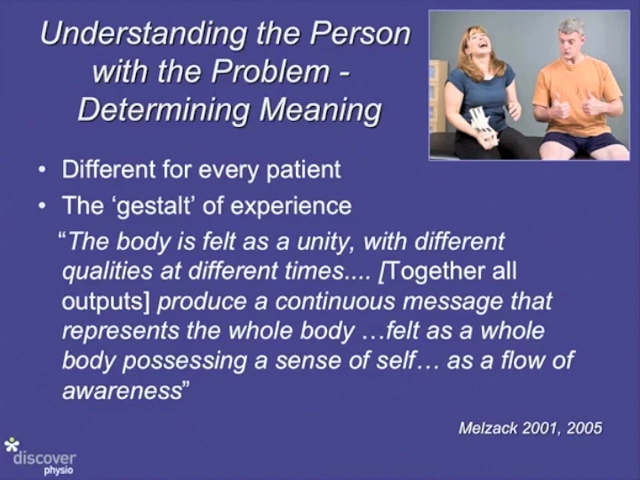 Understanding the Person
with the Problem -
Determining Meaning
• Different for every patient
• The ‘gestalt’ of experience
“The body is felt as a unity, with different
qualities at different times.... [Together all
outputs] produce a continuous message that
represents the whole body …felt as a whole
body possessing a sense of self… as a flow of
awareness”
Melzack 2001, 2005
discover
physio